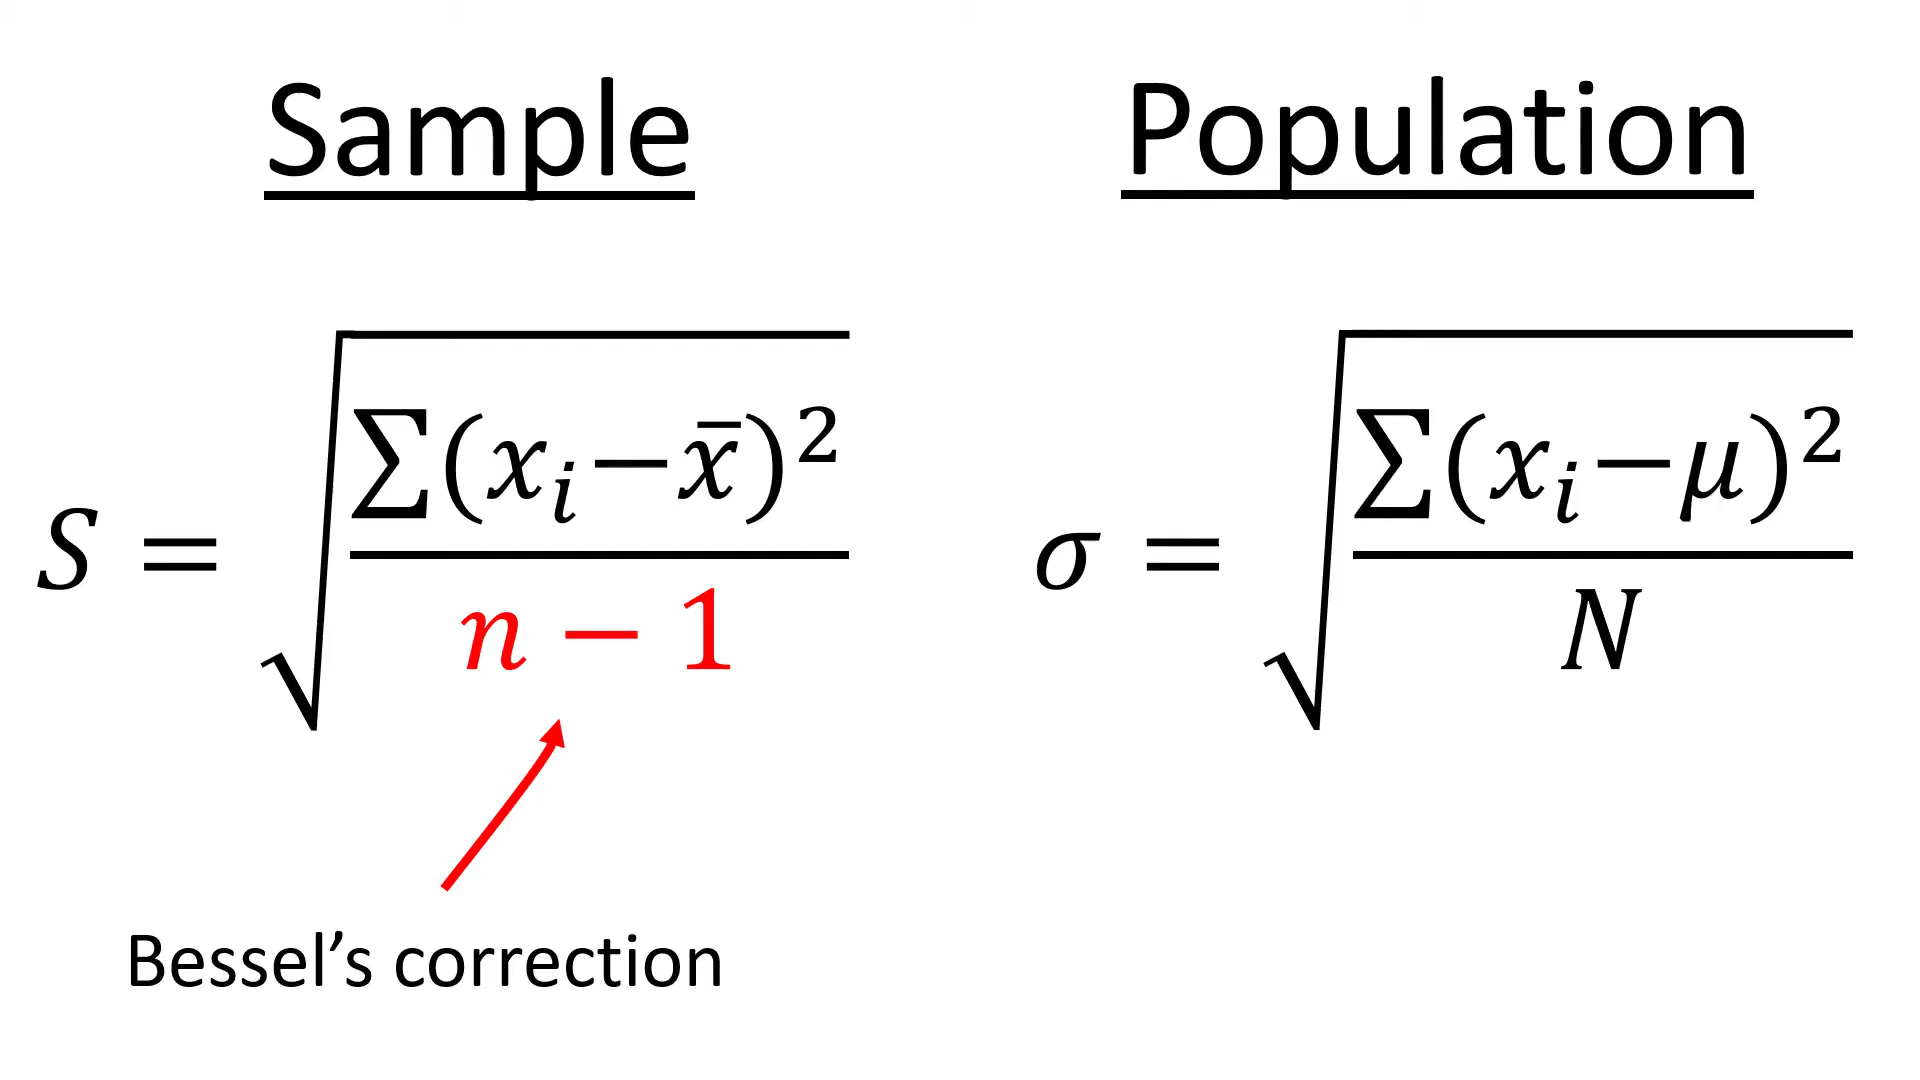 Sample
S = √(∑(xᵢ−x̄)² / n − 1)
Bessel’s correction
Population
σ = √(∑(xᵢ−μ)² / N)